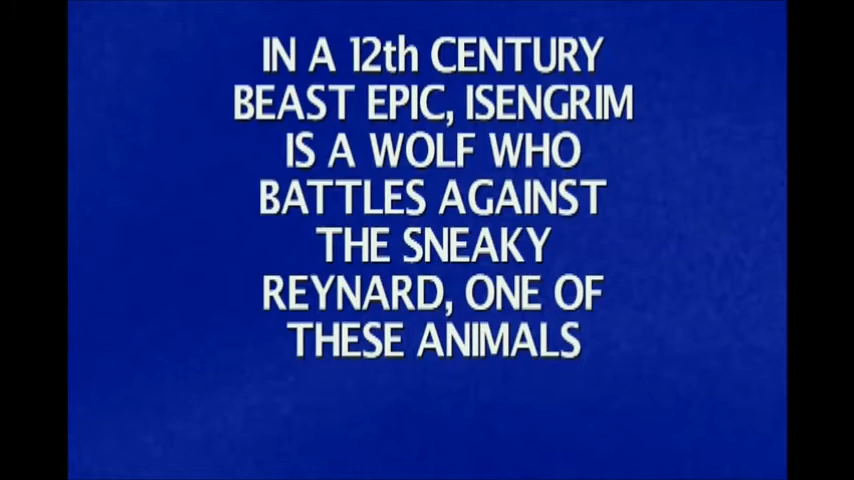 IN A 12th CENTURY
BEAST EPIC, ISENGRIM
IS A WOLF WHO
BATTLES AGAINST
THE SNEAKY
REYNARD, ONE OF
THESE ANIMALS